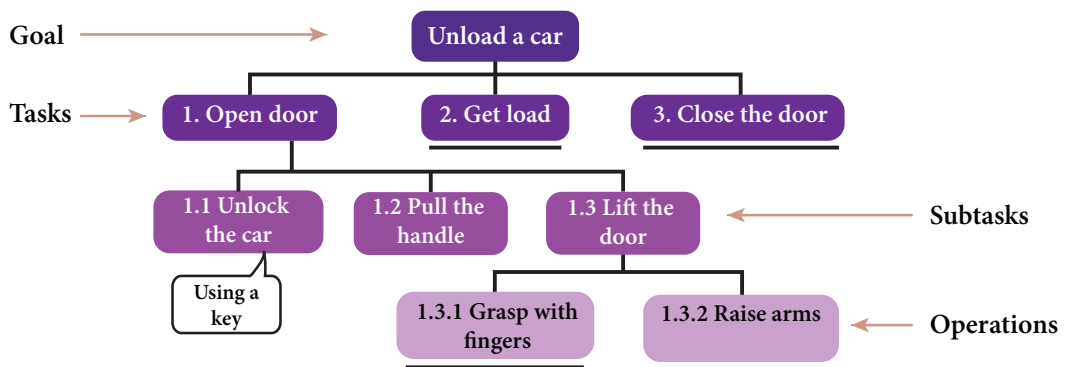 Goal
Unload a car
Tasks
1. Open door
2. Get load
3. Close the door
1.1 Unlock
the car
1.2 Pull the
handle
1.3 Lift the
door
Subtasks
Using a
key
1.3.1 Grasp with
fingers
1.3.2 Raise arms
Operations